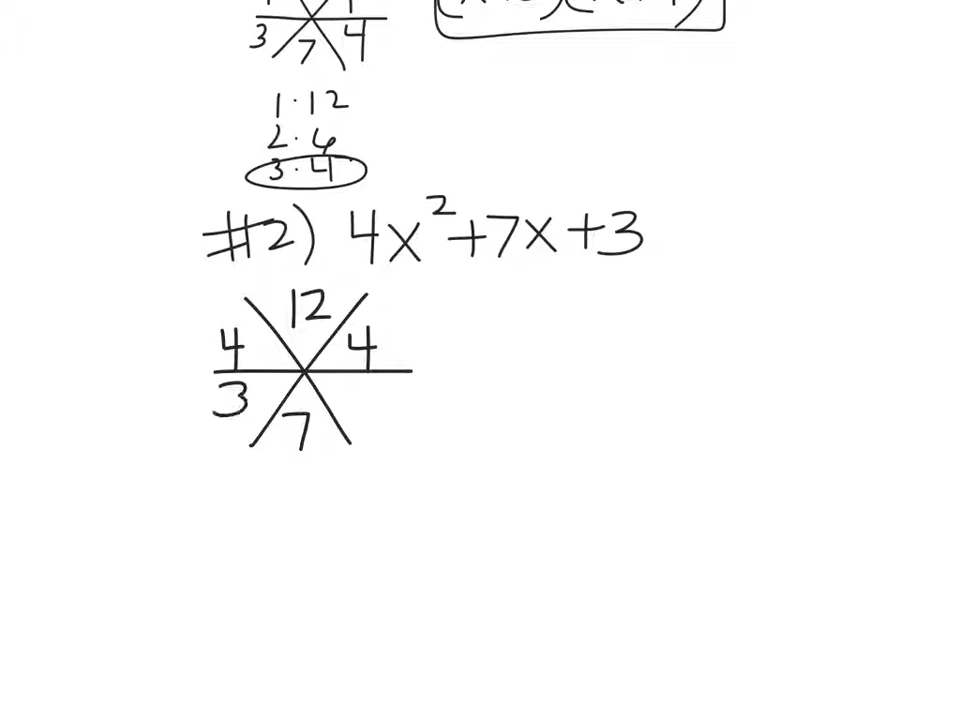 3 7 4
1 · 12
2 · 6
3 · 4
#2) 4x² + 7x + 3
12
4 4
3
7